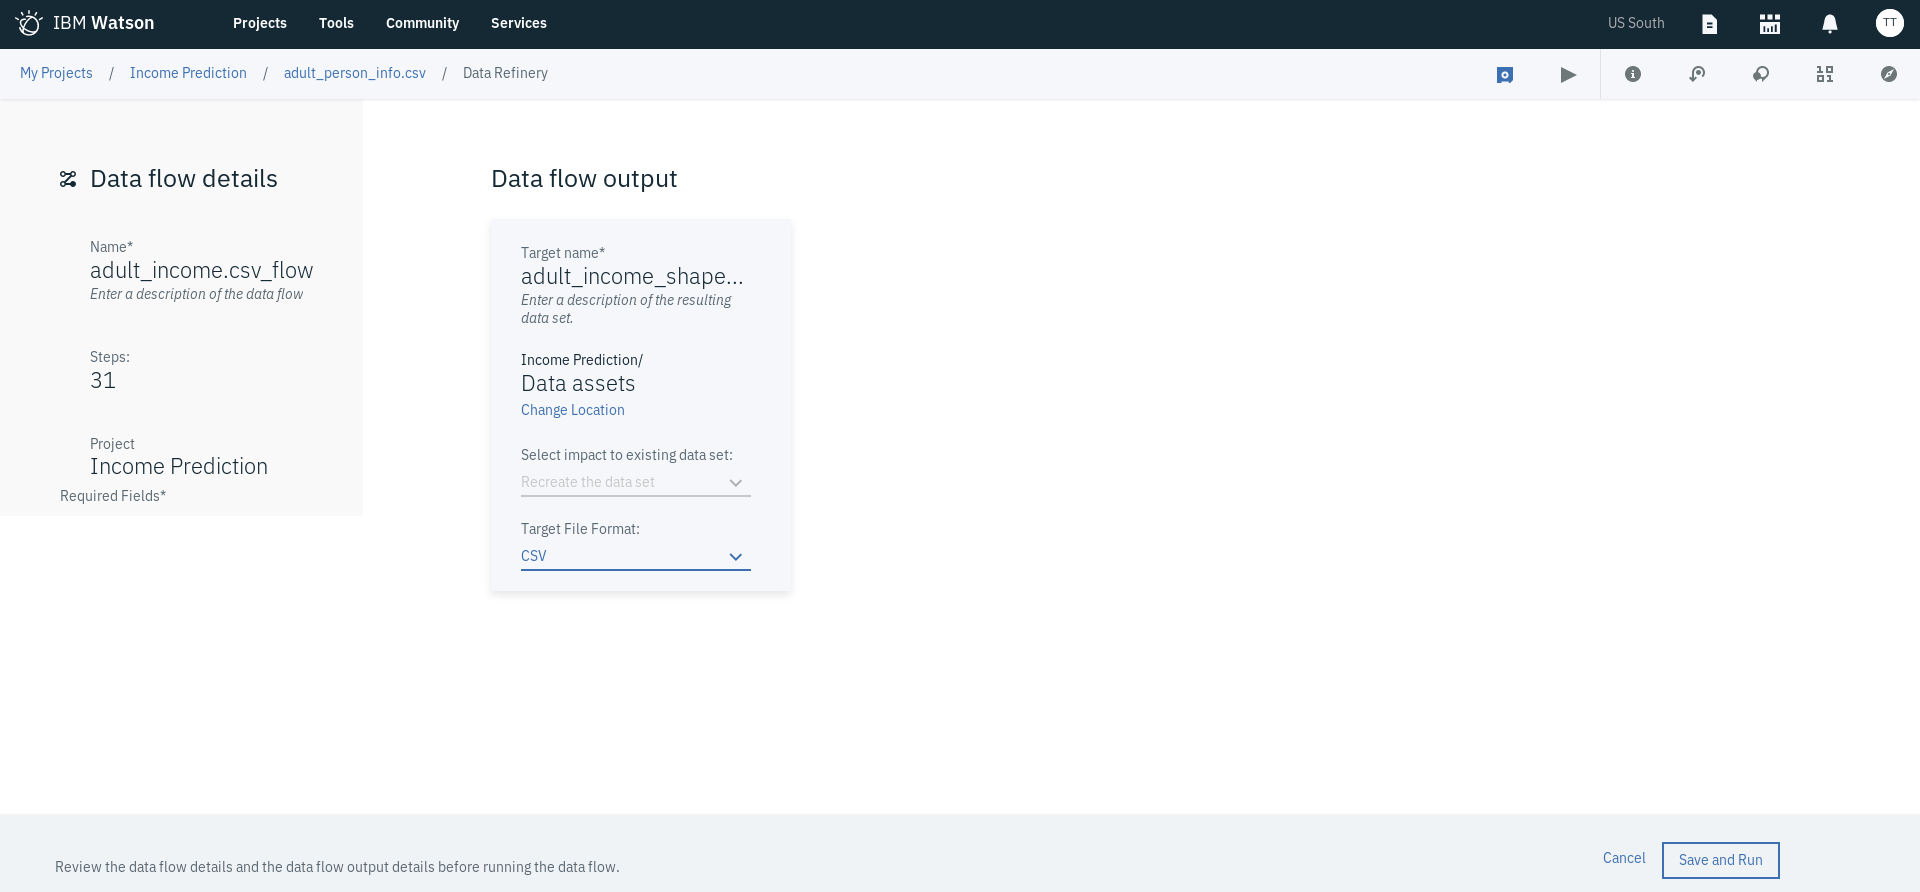 IBM Watson
Projects
Tools
Community
Services
US South
TT
My Projects / Income Prediction / adult_person_info.csv / Data Refinery
Data flow details
Name*
adult_income.csv_flow
Enter a description of the data flow
Steps:
31
Project
Income Prediction
Required Fields*
Data flow output
Target name*
adult_income_shape...
Enter a description of the resulting
data set.
Income Prediction/
Data assets
Change Location
Select impact to existing data set:
Recreate the data set
Target File Format:
CSV
Review the data flow details and the data flow output details before running the data flow.
Cancel
Save and Run